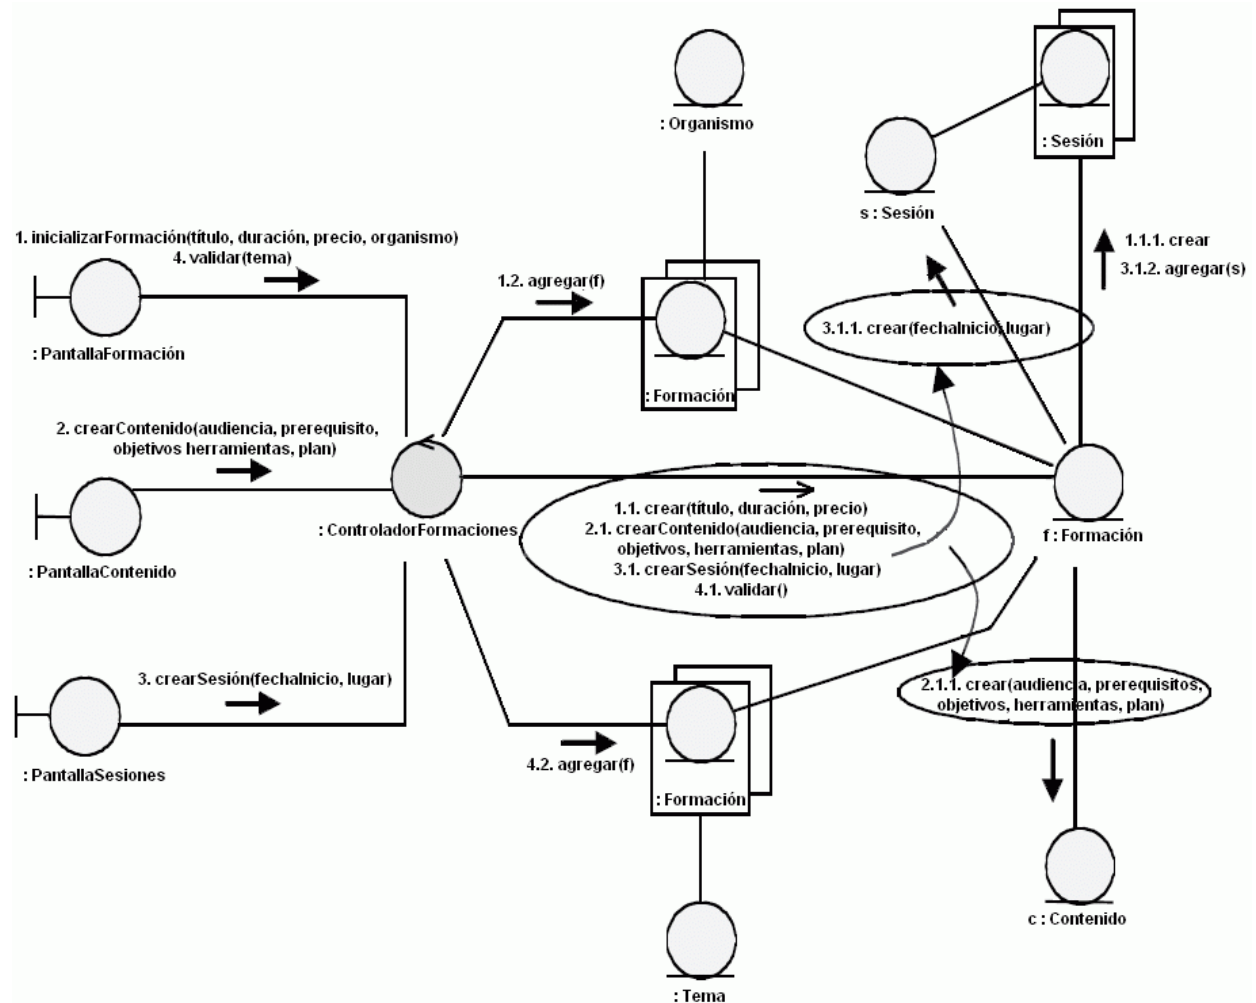 : Organismo
: Sesión
s : Sesión
1. inicializarFormación(título, duración, precio, organismo)
4. validar(tema)
1.1.1. crear
3.1.2. agregar(s)
1.2. agregar(f)
3.1.1. crear(fechaInicio, lugar)
: PantallaFormación
: Formación
2. crearContenido(audiencia, prerequisito,
objetivos herramientas, plan)
: ControladorFormaciones
1.1. crear(título, duración, precio)
2.1. crearContenido(audiencia, prerequisito,
objetivos, herramientas, plan)
3.1. crearSesión(fechaInicio, lugar)
4.1. validar()
f : Formación
: PantallaContenido
3. crearSesión(fechaInicio, lugar)
2.1.1. crear(audiencia, prerequisitos,
objetivos, herramientas, plan)
: PantallaSesiones
4.2. agregar(f)
: Formación
c : Contenido
: Tema